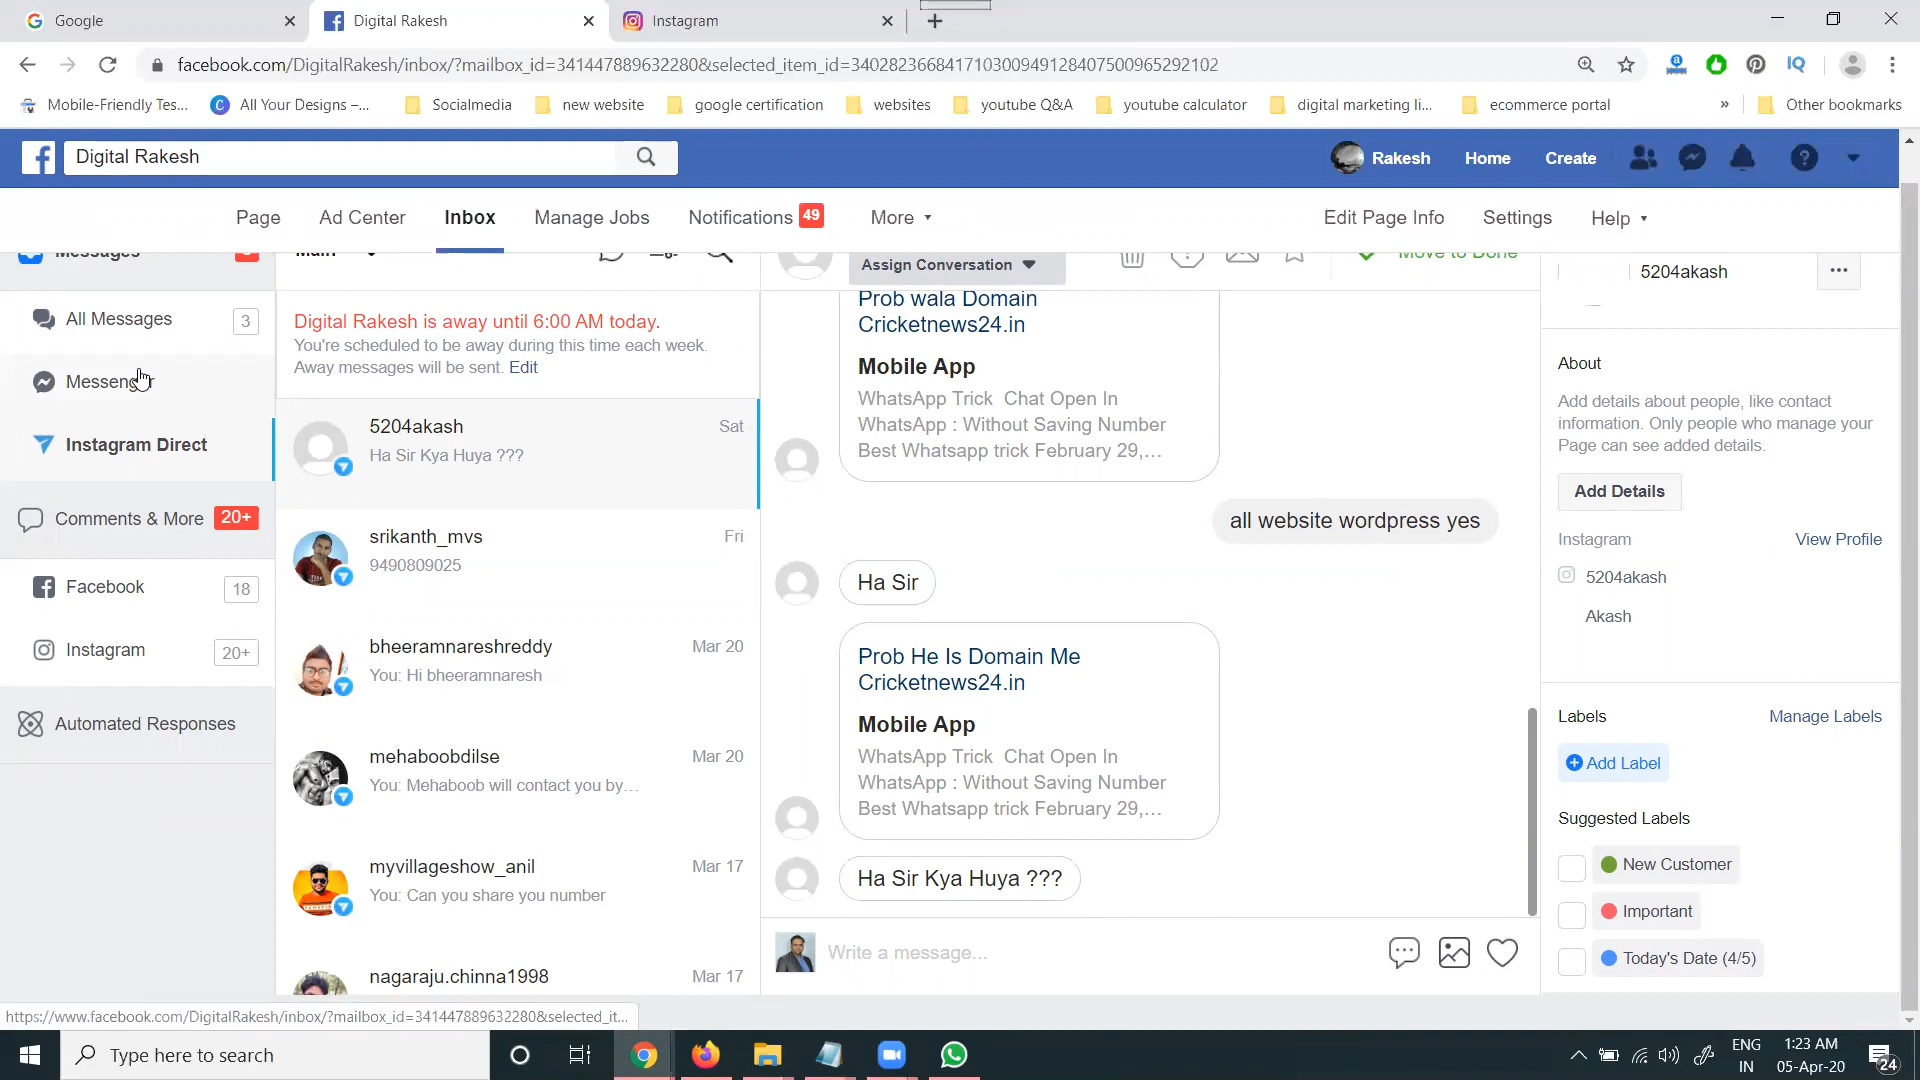 Google
Digital Rakesh
Instagram
facebook.com/DigitalRakesh/inbox/?mailbox_id=341447889632280&selected_item_id=340282366841710300949128407500965292102
Mobile-Friendly Tes...
All Your Designs –...
Socialmedia
new website
google certification
websites
youtube Q&A
youtube calculator
digital marketing li...
ecommerce portal
»
Other bookmarks
Digital Rakesh
Rakesh
Home
Create
Page
Ad Center
Inbox
Manage Jobs
Notifications 49
More
Edit Page Info
Settings
Help
Messages
All Messages 3
Messenger
Instagram Direct
Comments & More 20+
Facebook 18
Instagram 20+
Automated Responses
Main
Digital Rakesh is away until 6:00 AM today.
You're scheduled to be away during this time each week.
Away messages will be sent. Edit
5204akash Sat
Ha Sir Kya Huya ???
srikanth_mvs Fri
9490809025
bheeramnareshreddy Mar 20
You: Hi bheeramnaresh
mehaboobdilse Mar 20
You: Mehaboob will contact you by...
myvillageshow_anil Mar 17
You: Can you share you number
nagaraju.chinna1998 Mar 17
Assign Conversation
Move to Done
Prob wala Domain
Cricketnews24.in
Mobile App
WhatsApp Trick Chat Open In
WhatsApp : Without Saving Number
Best Whatsapp trick February 29,...
all website wordpress yes
Ha Sir
Prob He Is Domain Me
Cricketnews24.in
Mobile App
WhatsApp Trick Chat Open In
WhatsApp : Without Saving Number
Best Whatsapp trick February 29,...
Ha Sir Kya Huya ???
Write a message...
5204akash
About
Add details about people, like contact
information. Only people who manage your
Page can see added details.
Add Details
Instagram View Profile
5204akash
Akash
Labels Manage Labels
Add Label
Suggested Labels
New Customer
Important
Today's Date (4/5)
https://www.facebook.com/DigitalRakesh/inbox/?mailbox_id=341447889632280&selected_it...
Type here to search
ENG
IN
1:23 AM
05-Apr-20
24